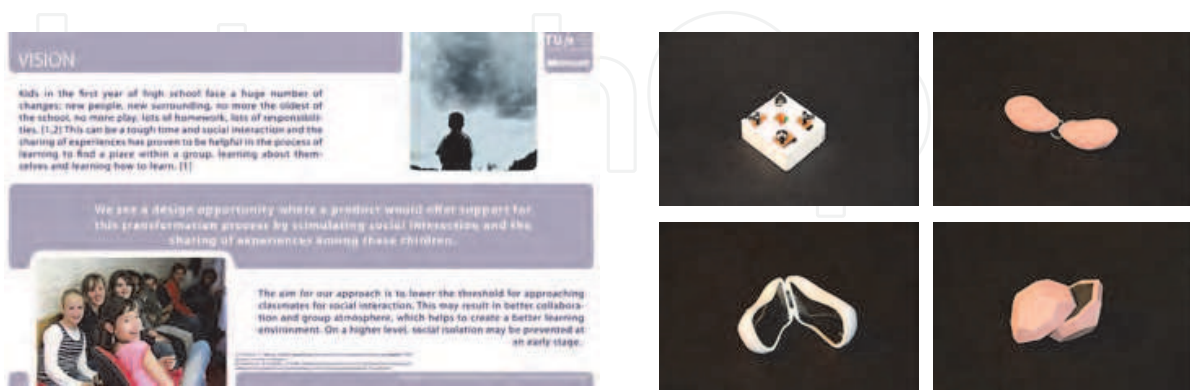 VISION
TU/e
Microsoft
Kids in the first year of high school face a huge number of
changes; new people, new surrounding, no more the oldest of
the school, no more play, lots of homework, lots of responsibili-
ties. [1,2] This can be a tough time and social interaction and the
sharing of experiences has proven to be helpful in the process of
learning to find a place within a group, learning about them-
selves and learning how to learn. [1]
We see a design opportunity where a product would offer support for
this transformation process by stimulating social interaction and the
sharing of experiences among these children.
The aim for our approach is to lower the threshold for approaching
classmates for social interaction. This may result in better collabora-
tion and group atmosphere, which helps to create a better learning
environment. On a higher level, social isolation may be prevented at
an early stage.